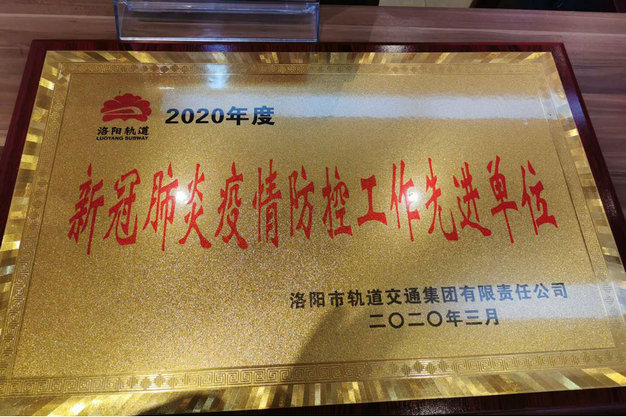 2020年度
洛阳轨道
LUOYANG SUBWAY
新冠肺炎疫情防控工作先进单位
洛阳市轨道交通集团有限责任公司
二〇二〇年三月